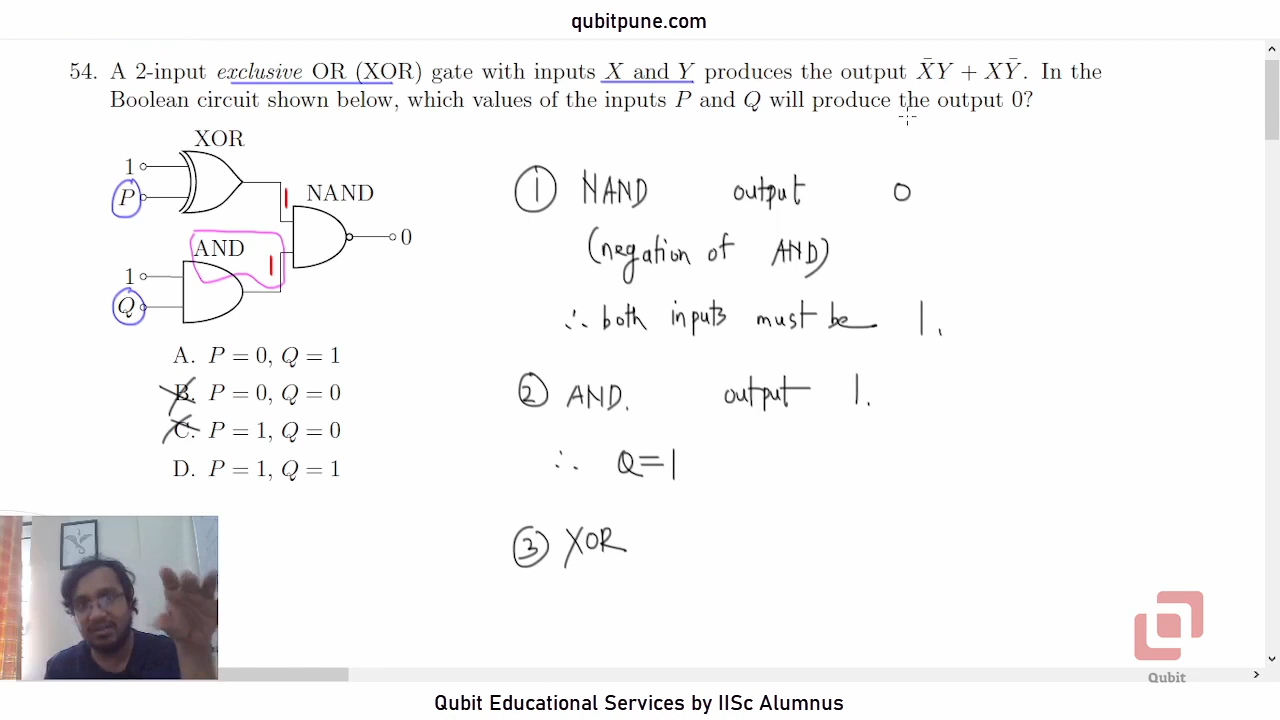 qubitpune.com
54. A 2-input exclusive OR (XOR) gate with inputs X and Y produces the output X̄Y + XȲ. In the
Boolean circuit shown below, which values of the inputs P and Q will produce the output 0?
XOR
1
P
1
NAND
0
AND
1
1
Q
A. P = 0, Q = 1
B. P = 0, Q = 0
C. P = 1, Q = 0
D. P = 1, Q = 1
① NAND output 0
(negation of AND)
∴ both inputs must be 1.
② AND. output 1.
∴ Q=1
③ XOR
Qubit
Qubit Educational Services by IISc Alumnus